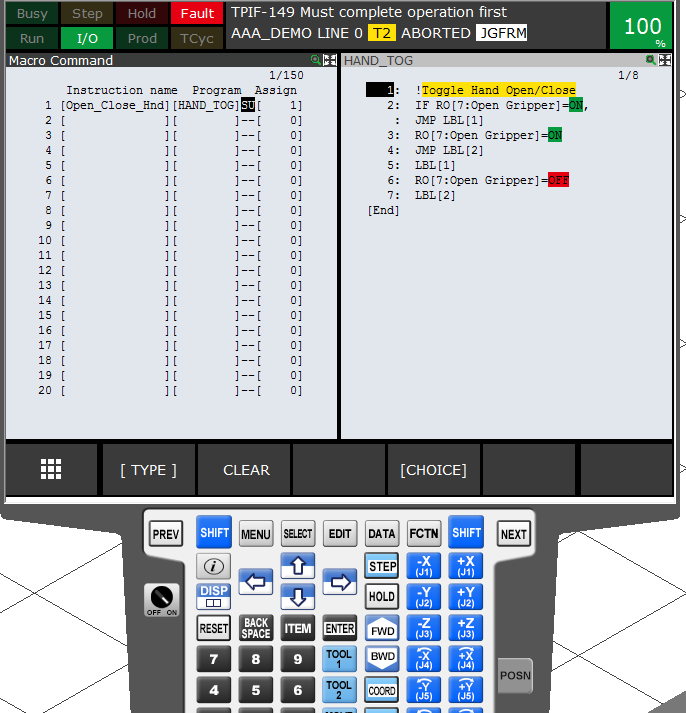 Busy Step Hold Fault
Run I/O Prod TCyc
TPIF-149 Must complete operation first
AAA_DEMO LINE 0 T2 ABORTED JGFRM
100
%
Macro Command
1/150
Instruction name Program Assign
1 [Open_Close_Hnd][HAND_TOG]SU[ 1]
2 [ ][ ]--[ 0]
3 [ ][ ]--[ 0]
4 [ ][ ]--[ 0]
5 [ ][ ]--[ 0]
6 [ ][ ]--[ 0]
7 [ ][ ]--[ 0]
8 [ ][ ]--[ 0]
9 [ ][ ]--[ 0]
10 [ ][ ]--[ 0]
11 [ ][ ]--[ 0]
12 [ ][ ]--[ 0]
13 [ ][ ]--[ 0]
14 [ ][ ]--[ 0]
15 [ ][ ]--[ 0]
16 [ ][ ]--[ 0]
17 [ ][ ]--[ 0]
18 [ ][ ]--[ 0]
19 [ ][ ]--[ 0]
20 [ ][ ]--[ 0]
HAND_TOG
1/8
1: !Toggle Hand Open/Close
2: IF RO[7:Open Gripper]=ON,
: JMP LBL[1]
3: RO[7:Open Gripper]=ON
4: JMP LBL[2]
5: LBL[1]
6: RO[7:Open Gripper]=OFF
7: LBL[2]
[End]
[ TYPE ] CLEAR [CHOICE]
PREV SHIFT MENU SELECT EDIT DATA FCTN SHIFT NEXT
i STEP -X (J1) +X (J1)
OFF ON DISP HOLD -Y (J2) +Y (J2)
RESET BACK SPACE ITEM ENTER FWD -Z (J3) +Z (J3)
7 8 9 TOOL 1 BWD -X (J4) +X (J4)
4 5 6 TOOL 2 COORD -Y (J5) +Y (J5)
POSN